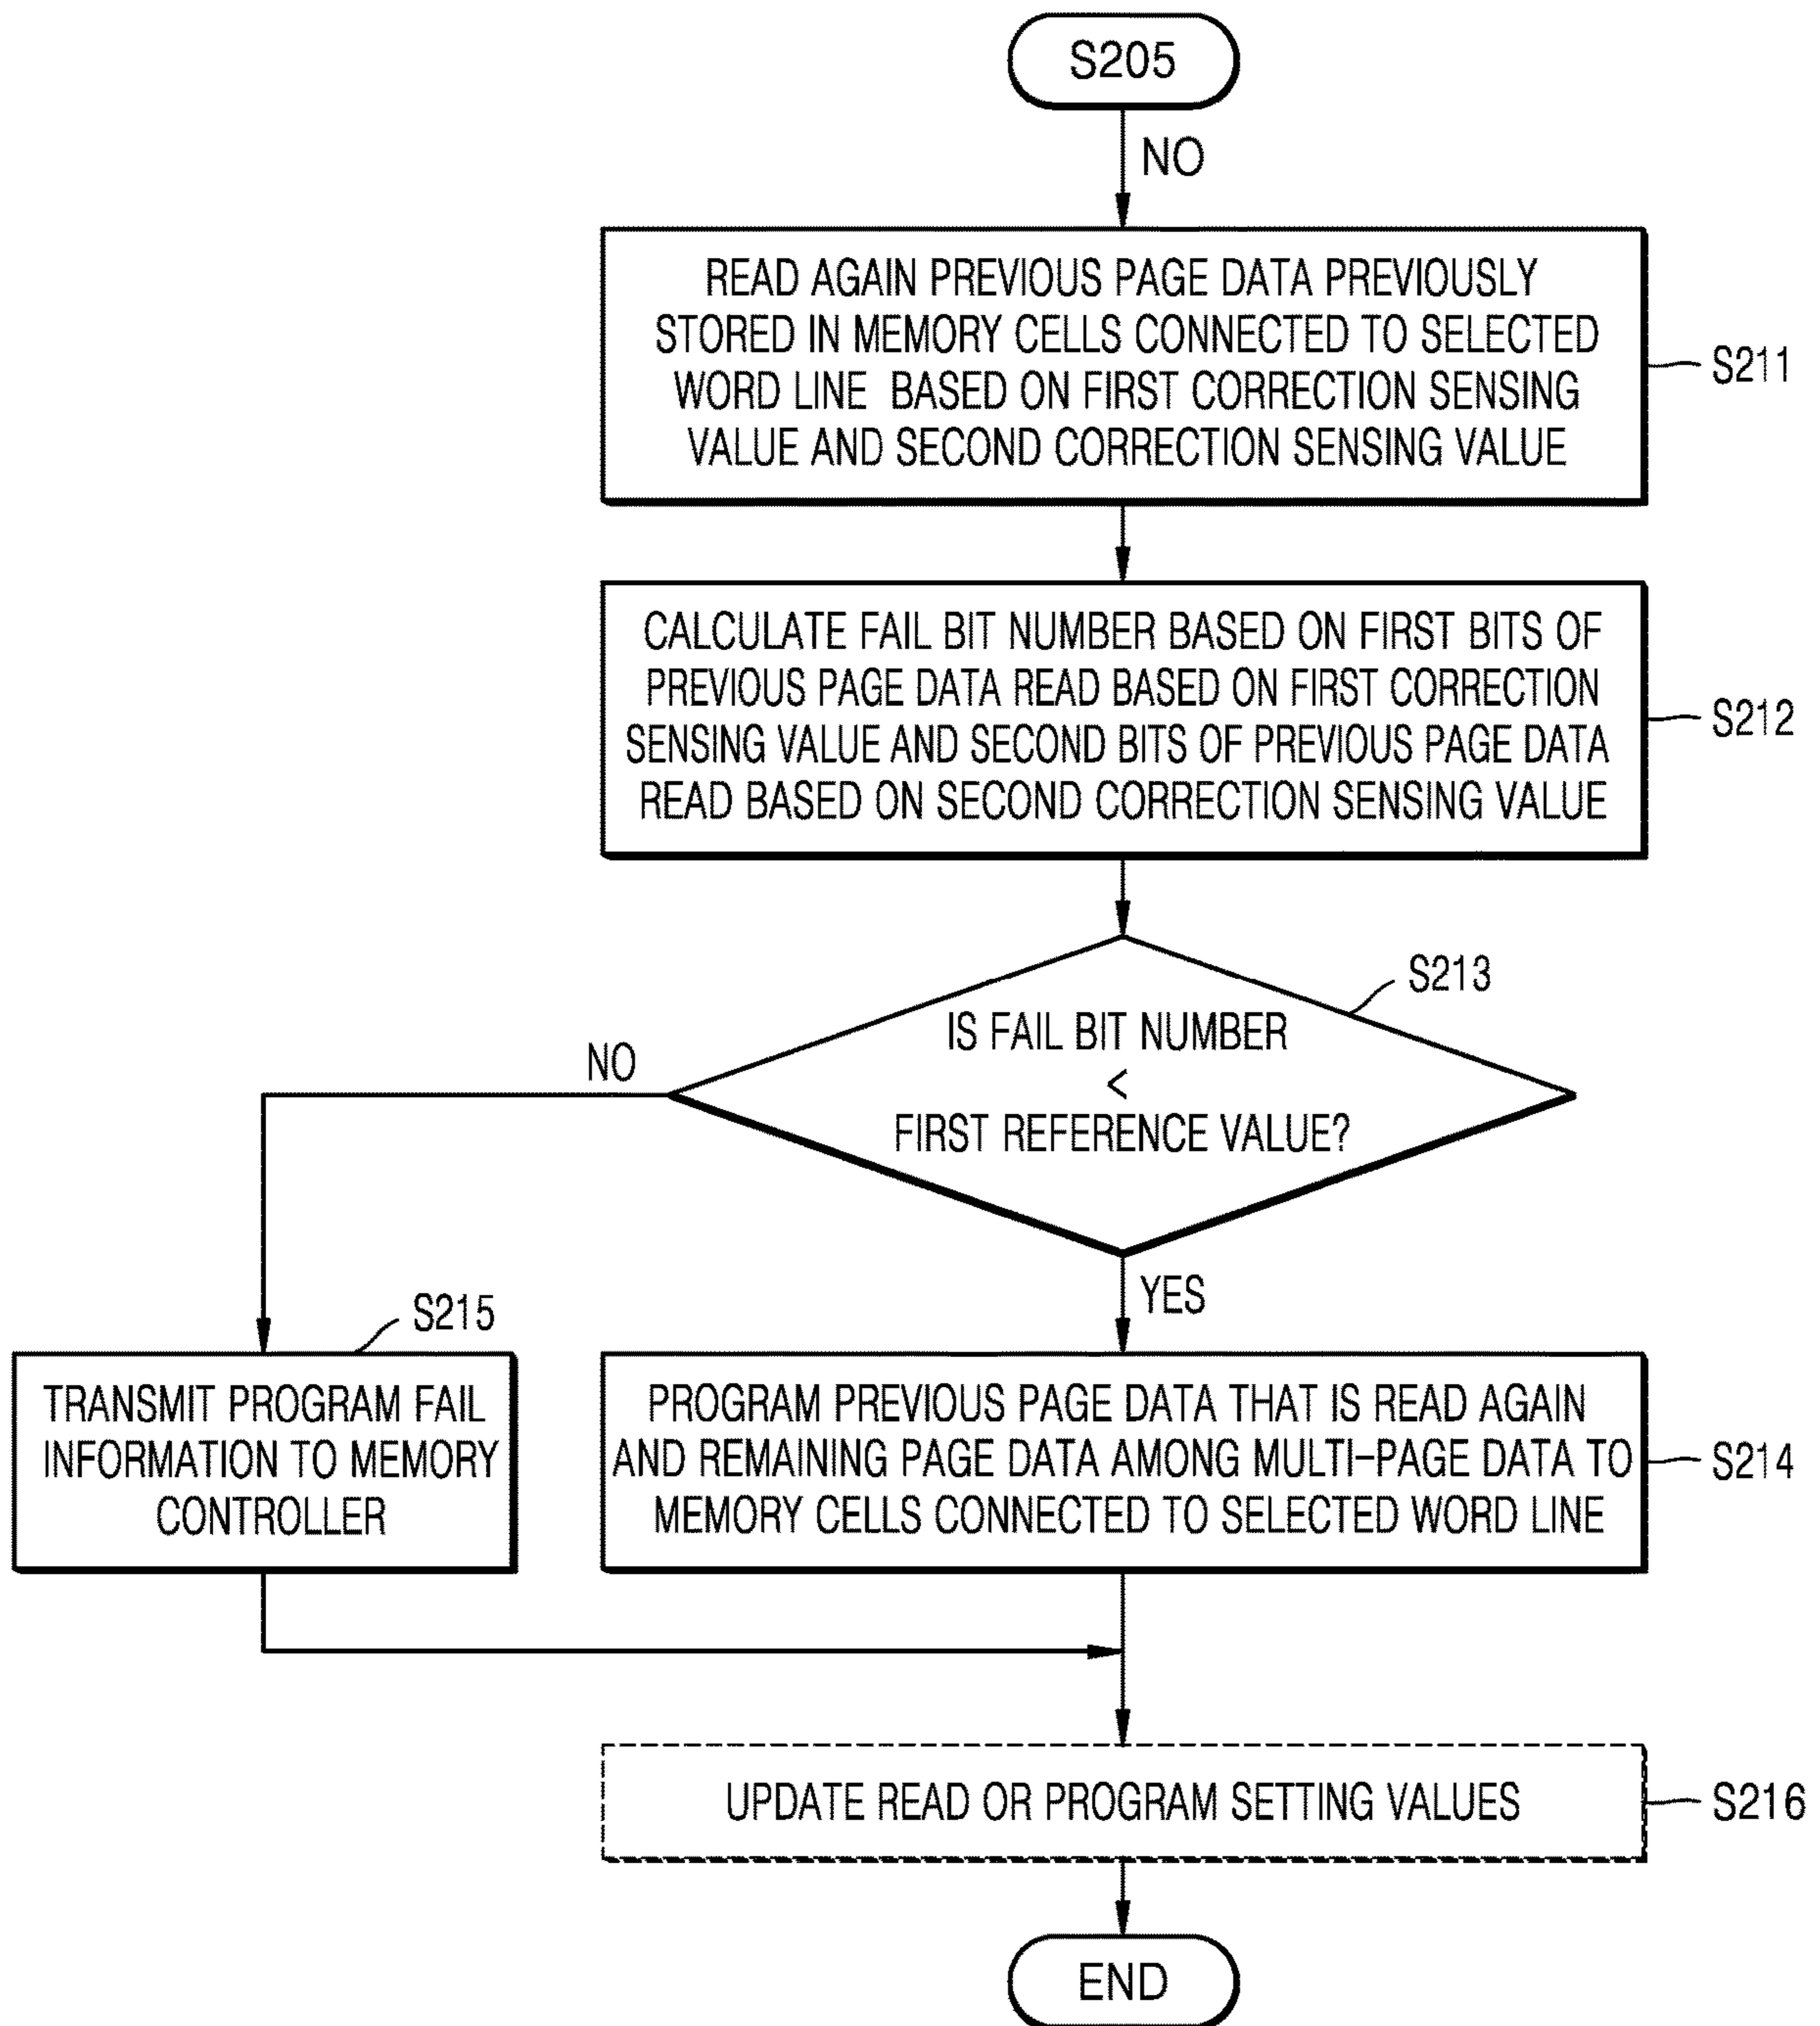 S205
NO
READ AGAIN PREVIOUS PAGE DATA PREVIOUSLY
STORED IN MEMORY CELLS CONNECTED TO SELECTED
WORD LINE BASED ON FIRST CORRECTION SENSING
VALUE AND SECOND CORRECTION SENSING VALUE
S211
CALCULATE FAIL BIT NUMBER BASED ON FIRST BITS OF
PREVIOUS PAGE DATA READ BASED ON FIRST CORRECTION
SENSING VALUE AND SECOND BITS OF PREVIOUS PAGE DATA
READ BASED ON SECOND CORRECTION SENSING VALUE
S212
S213
IS FAIL BIT NUMBER
<
FIRST REFERENCE VALUE?
NO
YES
S215
TRANSMIT PROGRAM FAIL
INFORMATION TO MEMORY
CONTROLLER
PROGRAM PREVIOUS PAGE DATA THAT IS READ AGAIN
AND REMAINING PAGE DATA AMONG MULTI-PAGE DATA TO
MEMORY CELLS CONNECTED TO SELECTED WORD LINE
S214
UPDATE READ OR PROGRAM SETTING VALUES
S216
END